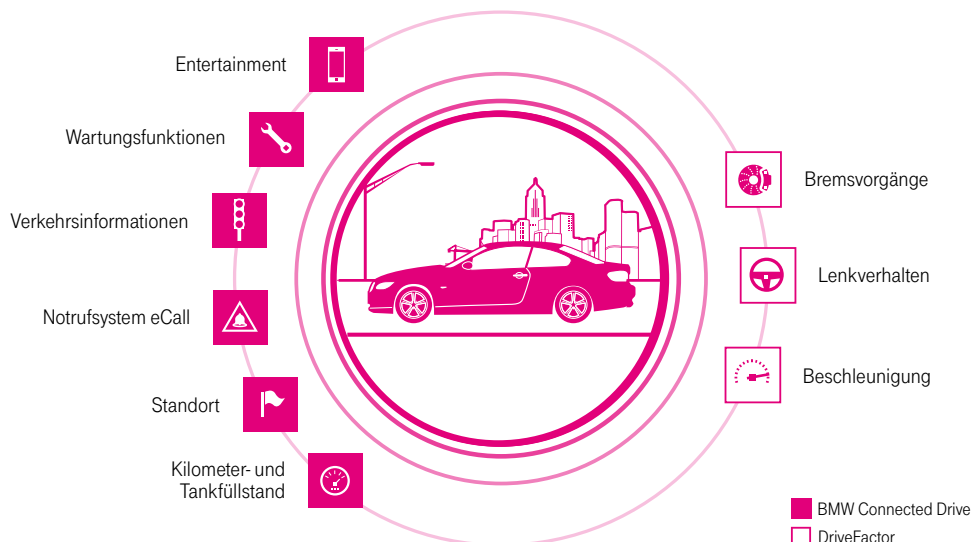 Entertainment
Wartungsfunktionen
Verkehrsinformationen
Notrufsystem eCall
Standort
Kilometer- und
Tankfüllstand
Bremsvorgänge
Lenkverhalten
Beschleunigung
BMW Connected Drive
DriveFactor